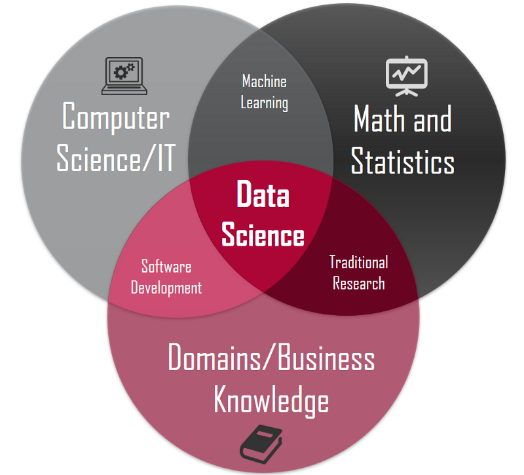 Machine
Learning
Computer
Science/IT
Math and
Statistics
Data
Science
Software
Development
Traditional
Research
Domains/Business
Knowledge